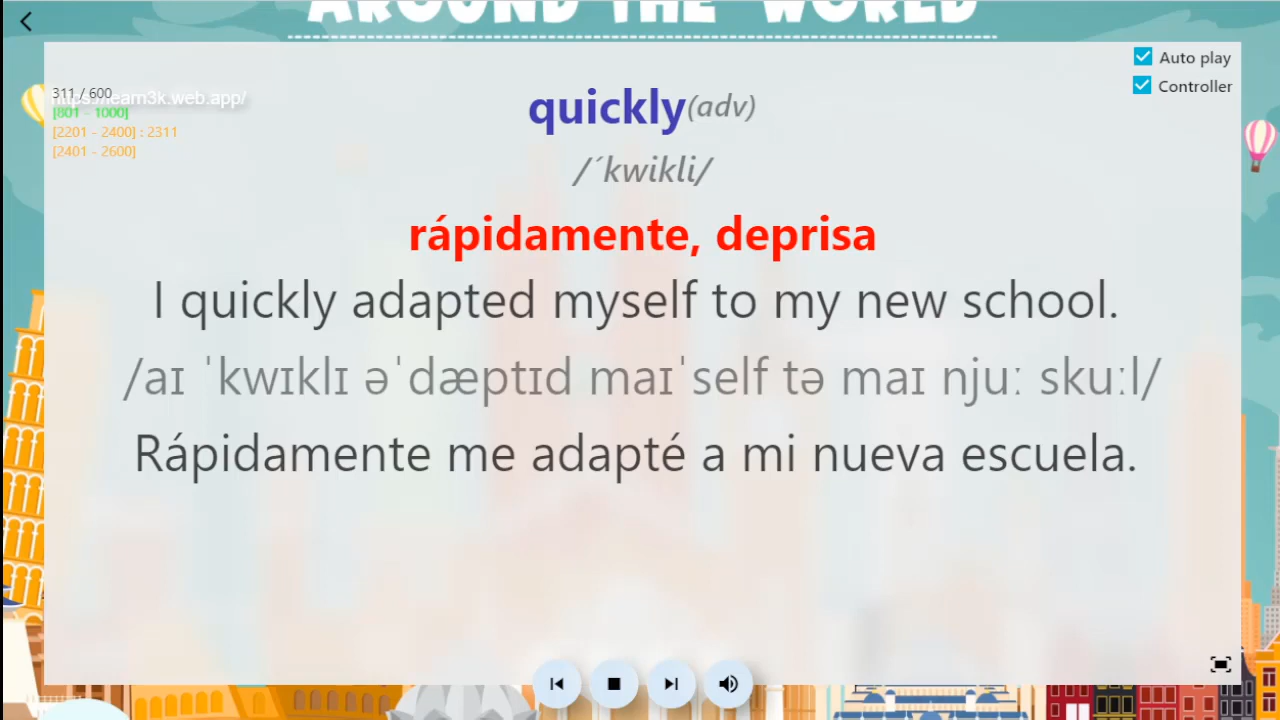 AROUND THE WORLD
Auto play
Controller
311 / 600
https://learn3k.web.app/
[801 - 1000]
[2201 - 2400] : 2311
[2401 - 2600]
quickly(adv)
/´kwikli/
rápidamente, deprisa
I quickly adapted myself to my new school.
/aɪ ˈkwɪklɪ əˈdæptɪd maɪˈself tə maɪ njuː skuːl/
Rápidamente me adapté a mi nueva escuela.